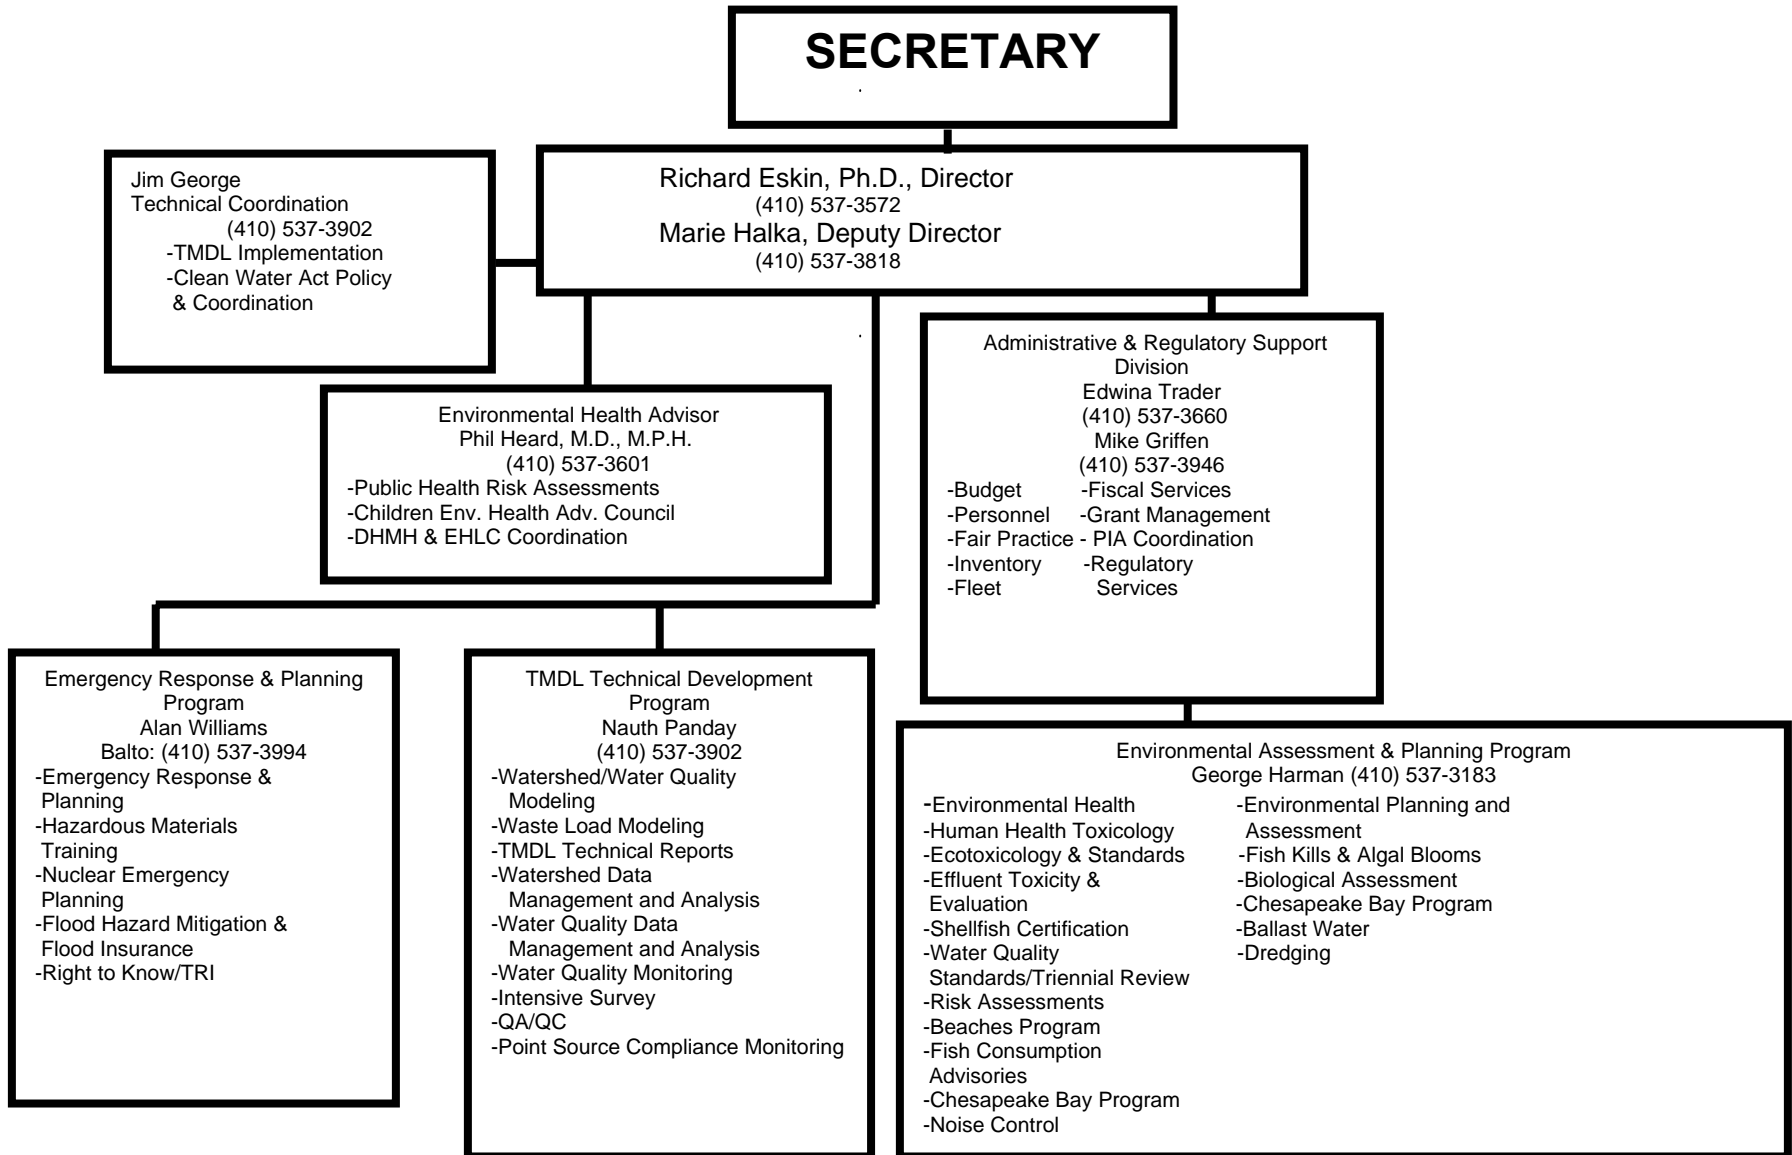 SECRETARY
Jim George
Technical Coordination
(410) 537-3902
-TMDL Implementation
-Clean Water Act Policy
& Coordination
Richard Eskin, Ph.D., Director
(410) 537-3572
Marie Halka, Deputy Director
(410) 537-3818
Environmental Health Advisor
Phil Heard, M.D., M.P.H.
(410) 537-3601
-Public Health Risk Assessments
-Children Env. Health Adv. Council
-DHMH & EHLC Coordination
Administrative & Regulatory Support
Division
Edwina Trader
(410) 537-3660
Mike Griffen
(410) 537-3946
-Budget -Fiscal Services
-Personnel -Grant Management
-Fair Practice - PIA Coordination
-Inventory -Regulatory
-Fleet Services
Emergency Response & Planning
Program
Alan Williams
Balto: (410) 537-3994
-Emergency Response &
Planning
-Hazardous Materials
Training
-Nuclear Emergency
Planning
-Flood Hazard Mitigation &
Flood Insurance
-Right to Know/TRI
TMDL Technical Development
Program
Nauth Panday
(410) 537-3902
-Watershed/Water Quality
Modeling
-Waste Load Modeling
-TMDL Technical Reports
-Watershed Data
Management and Analysis
-Water Quality Data
Management and Analysis
-Water Quality Monitoring
-Intensive Survey
-QA/QC
-Point Source Compliance Monitoring
Environmental Assessment & Planning Program
George Harman (410) 537-3183
-Environmental Health
-Human Health Toxicology
-Ecotoxicology & Standards
-Effluent Toxicity &
Evaluation
-Shellfish Certification
-Water Quality
Standards/Triennial Review
-Risk Assessments
-Beaches Program
-Fish Consumption
Advisories
-Chesapeake Bay Program
-Noise Control
-Environmental Planning and
Assessment
-Fish Kills & Algal Blooms
-Biological Assessment
-Chesapeake Bay Program
-Ballast Water
-Dredging